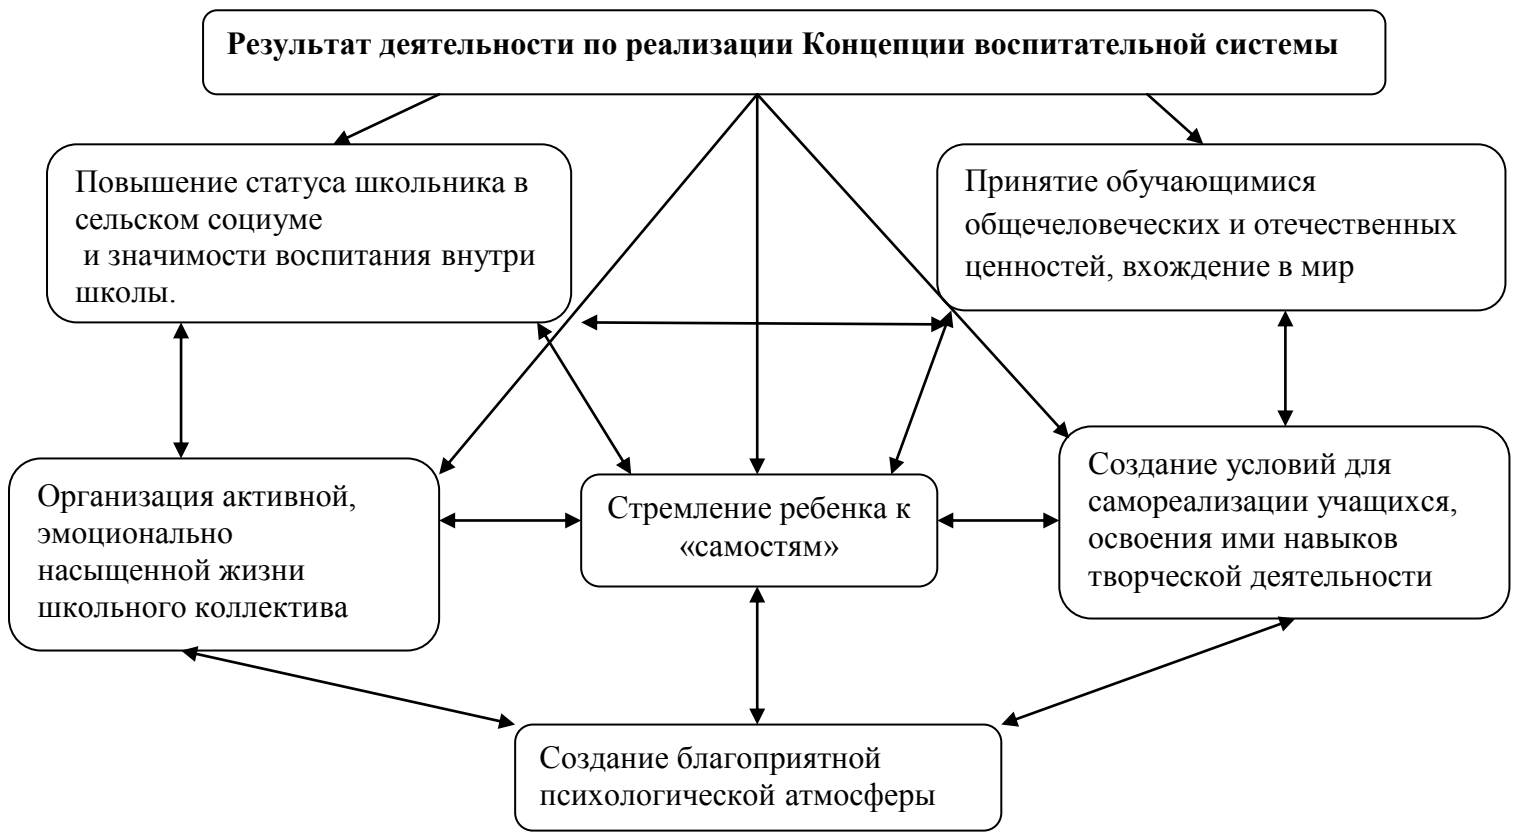 Результат деятельности по реализации Концепции воспитательной системы
Повышение статуса школьника в
сельском социуме
и значимости воспитания внутри
школы.
Принятие обучающимися
общечеловеческих и отечественных
ценностей, вхождение в мир
Организация активной,
эмоционально
насыщенной жизни
школьного коллектива
Стремление ребенка к
«самостям»
Создание условий для
самореализации учащихся,
освоения ими навыков
творческой деятельности
Создание благоприятной
психологической атмосферы